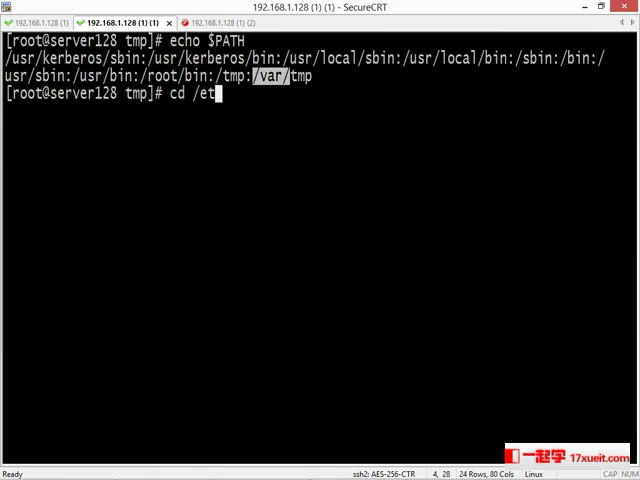 192.168.1.128 (1) (1) - SecureCRT
192.168.1.128 (1)
192.168.1.128 (1) (1)
192.168.1.128 (1) (2)
[root@server128 tmp]# echo $PATH
/usr/kerberos/sbin:/usr/kerberos/bin:/usr/local/sbin:/usr/local/bin:/sbin:/bin:/
usr/sbin:/usr/bin:/root/bin:/tmp:/var/tmp
[root@server128 tmp]# cd /et
一起学 17xueit.com
Ready ssh2: AES-256-CTR 4, 28 24 Rows, 80 Cols Linux CAP NUM